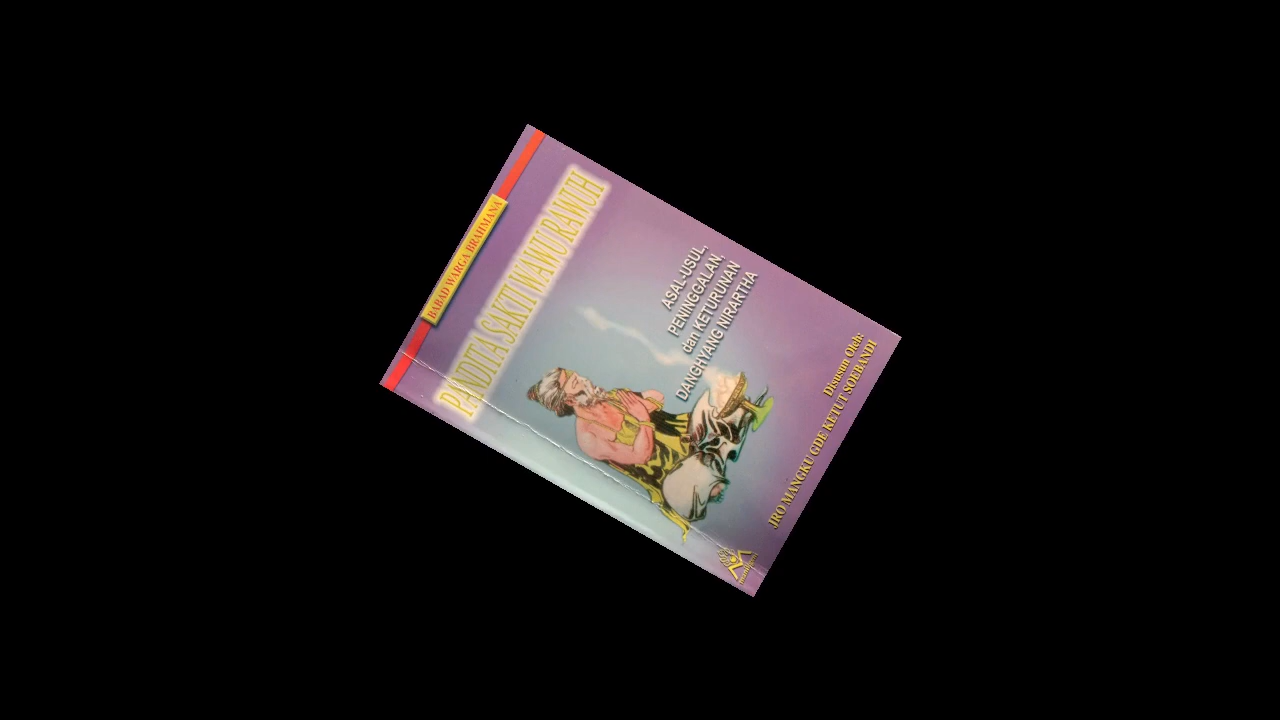 BABAD WARGA BRAHMANA
PANDITA SAKTI WAWU RAWUH
ASAL-USUL,
PENINGGALAN,
dan KETURUNAN
DANGHYANG NIRARTHA
Disusun Oleh:
JRO MANGKU GDE KETUT SOEBANDI